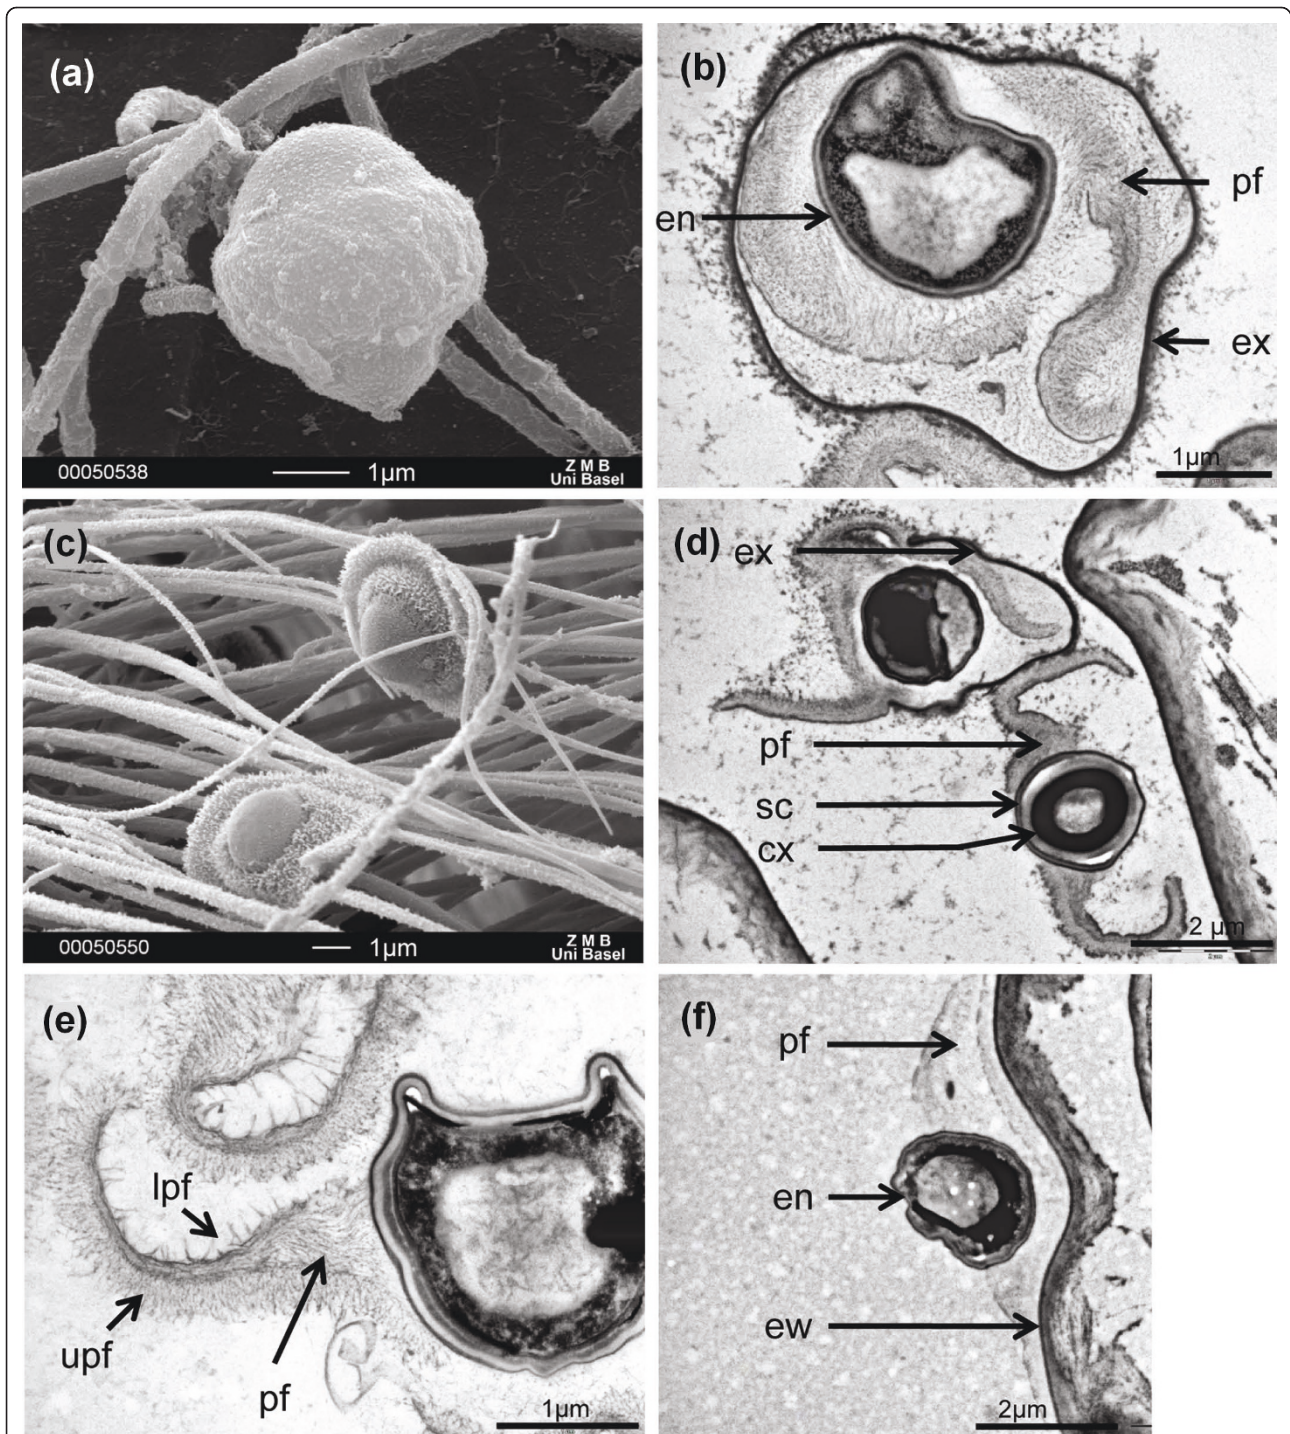 (a)
00050538
1µm
Z M B
Uni Basel
(b)
en
pf
ex
1µm
(c)
00050550
1µm
Z M B
Uni Basel
(d)
ex
pf
sc
cx
2 µm
(e)
lpf
upf
pf
1µm
(f)
pf
en
ew
2µm